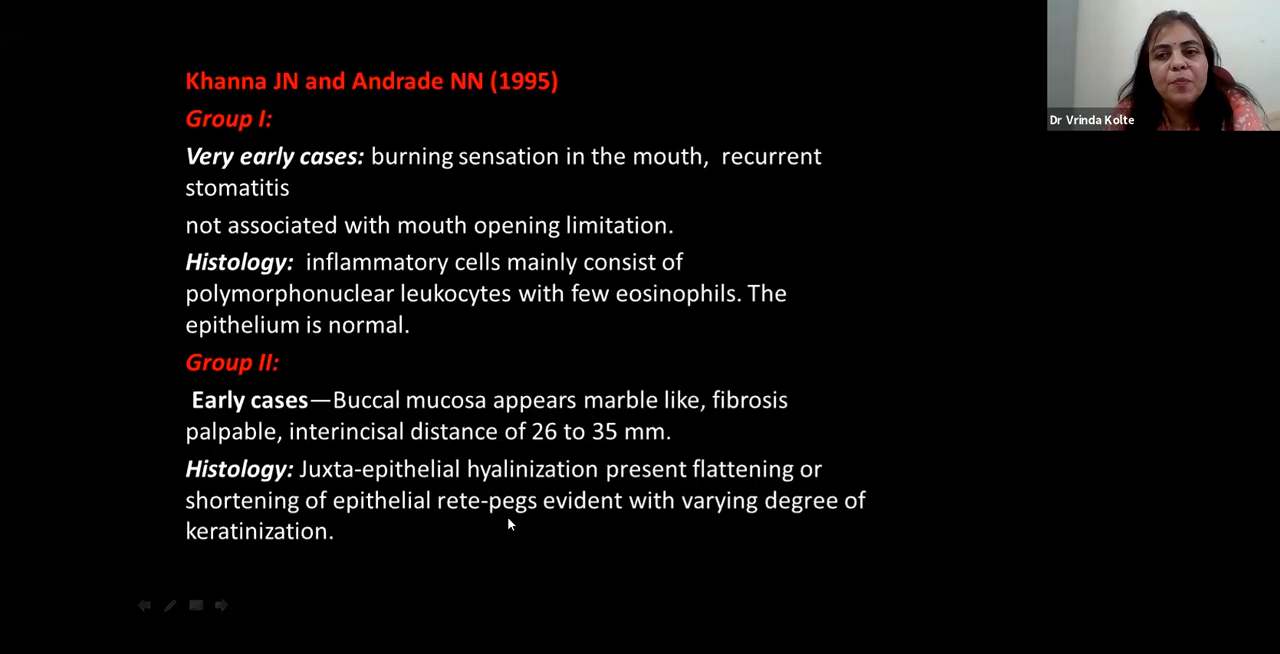 Khanna JN and Andrade NN (1995)
Group I:
Very early cases: burning sensation in the mouth, recurrent
stomatitis
not associated with mouth opening limitation.
Histology: inflammatory cells mainly consist of
polymorphonuclear leukocytes with few eosinophils. The
epithelium is normal.
Group II:
Early cases—Buccal mucosa appears marble like, fibrosis
palpable, interincisal distance of 26 to 35 mm.
Histology: Juxta-epithelial hyalinization present flattening or
shortening of epithelial rete-pegs evident with varying degree of
keratinization.
Dr Vrinda Kolte